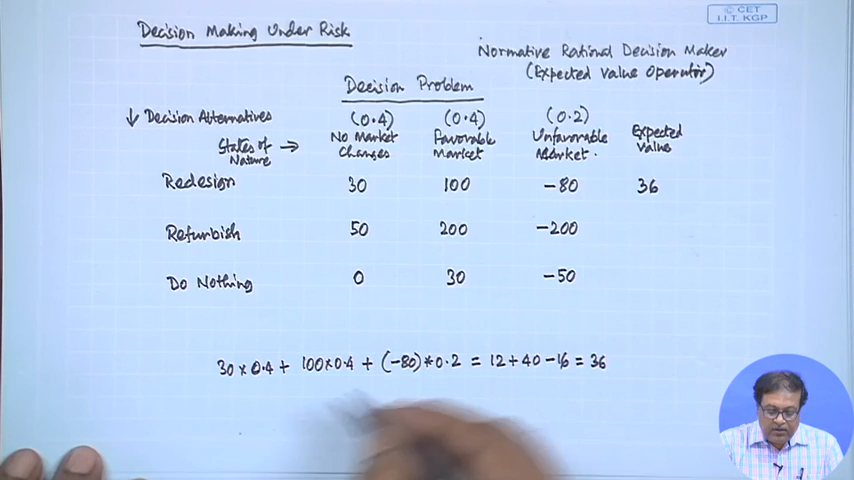 © CET
I.I.T. KGP
Decision Making Under Risk
Normative Rational Decision Maker
(Expected Value Operator)
Decision Problem
↓ Decision Alternatives (0.4) (0.4) (0.2)
States of Nature → No Market Changes Favorable Market Unfavorable Market. Expected Value
Redesign 30 100 -80 36
Refurbish 50 200 -200
Do Nothing 0 30 -50
30 × 0.4 + 100×0.4 + (-80)*0.2 = 12 + 40 - 16 = 36